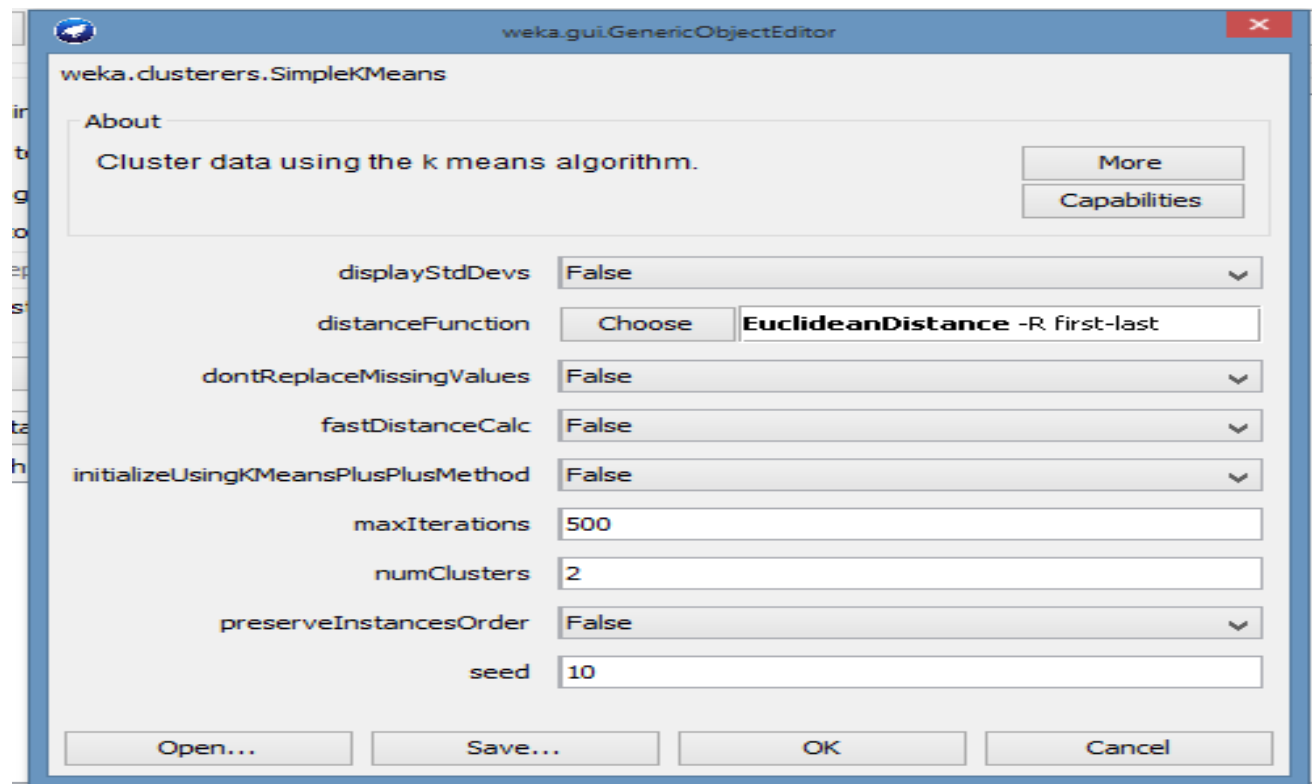 weka.gui.GenericObjectEditor
weka.clusterers.SimpleKMeans
About
Cluster data using the k means algorithm.
More
Capabilities
displayStdDevs False
distanceFunction Choose EuclideanDistance -R first-last
dontReplaceMissingValues False
fastDistanceCalc False
initializeUsingKMeansPlusPlusMethod False
maxIterations 500
numClusters 2
preserveInstancesOrder False
seed 10
Open... Save... OK Cancel